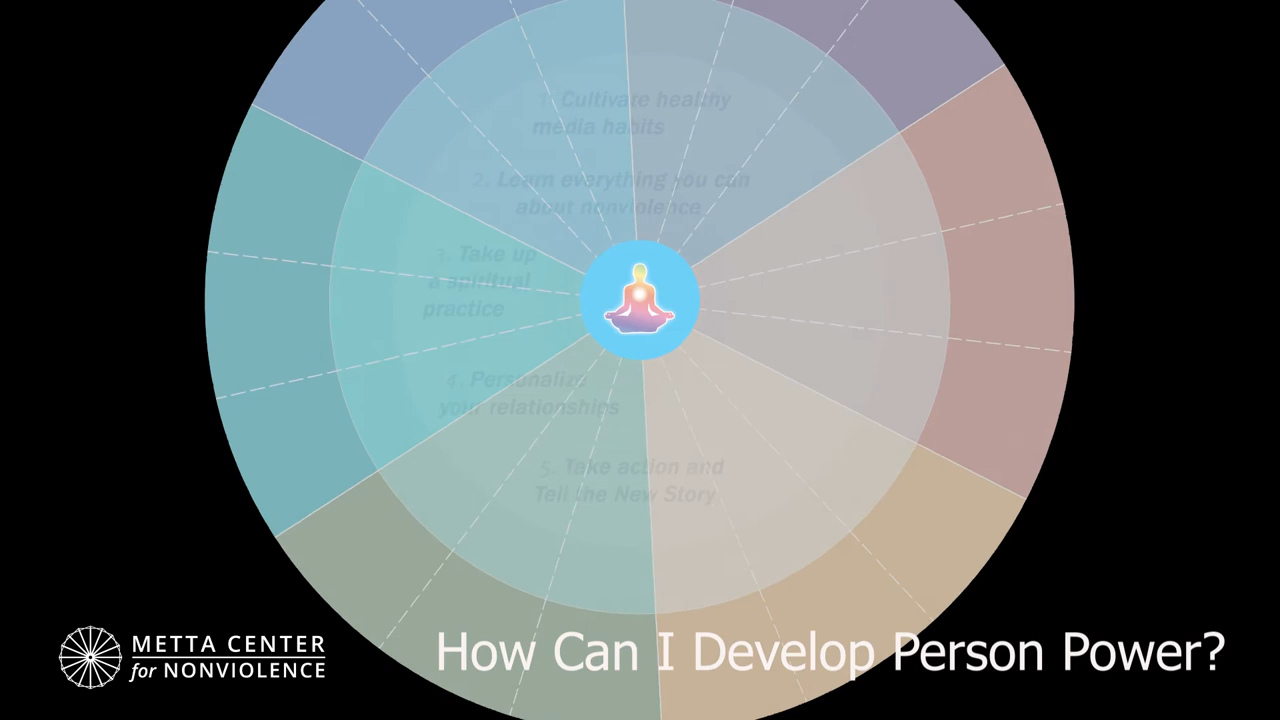 1. Cultivate healthy
media habits
2. Learn everything you can
about nonviolence
3. Take up
a spiritual
practice
4. Personalize
your relationships
5. Take action and
Tell the New Story
METTA CENTER
for NONVIOLENCE
How Can I Develop Person Power?